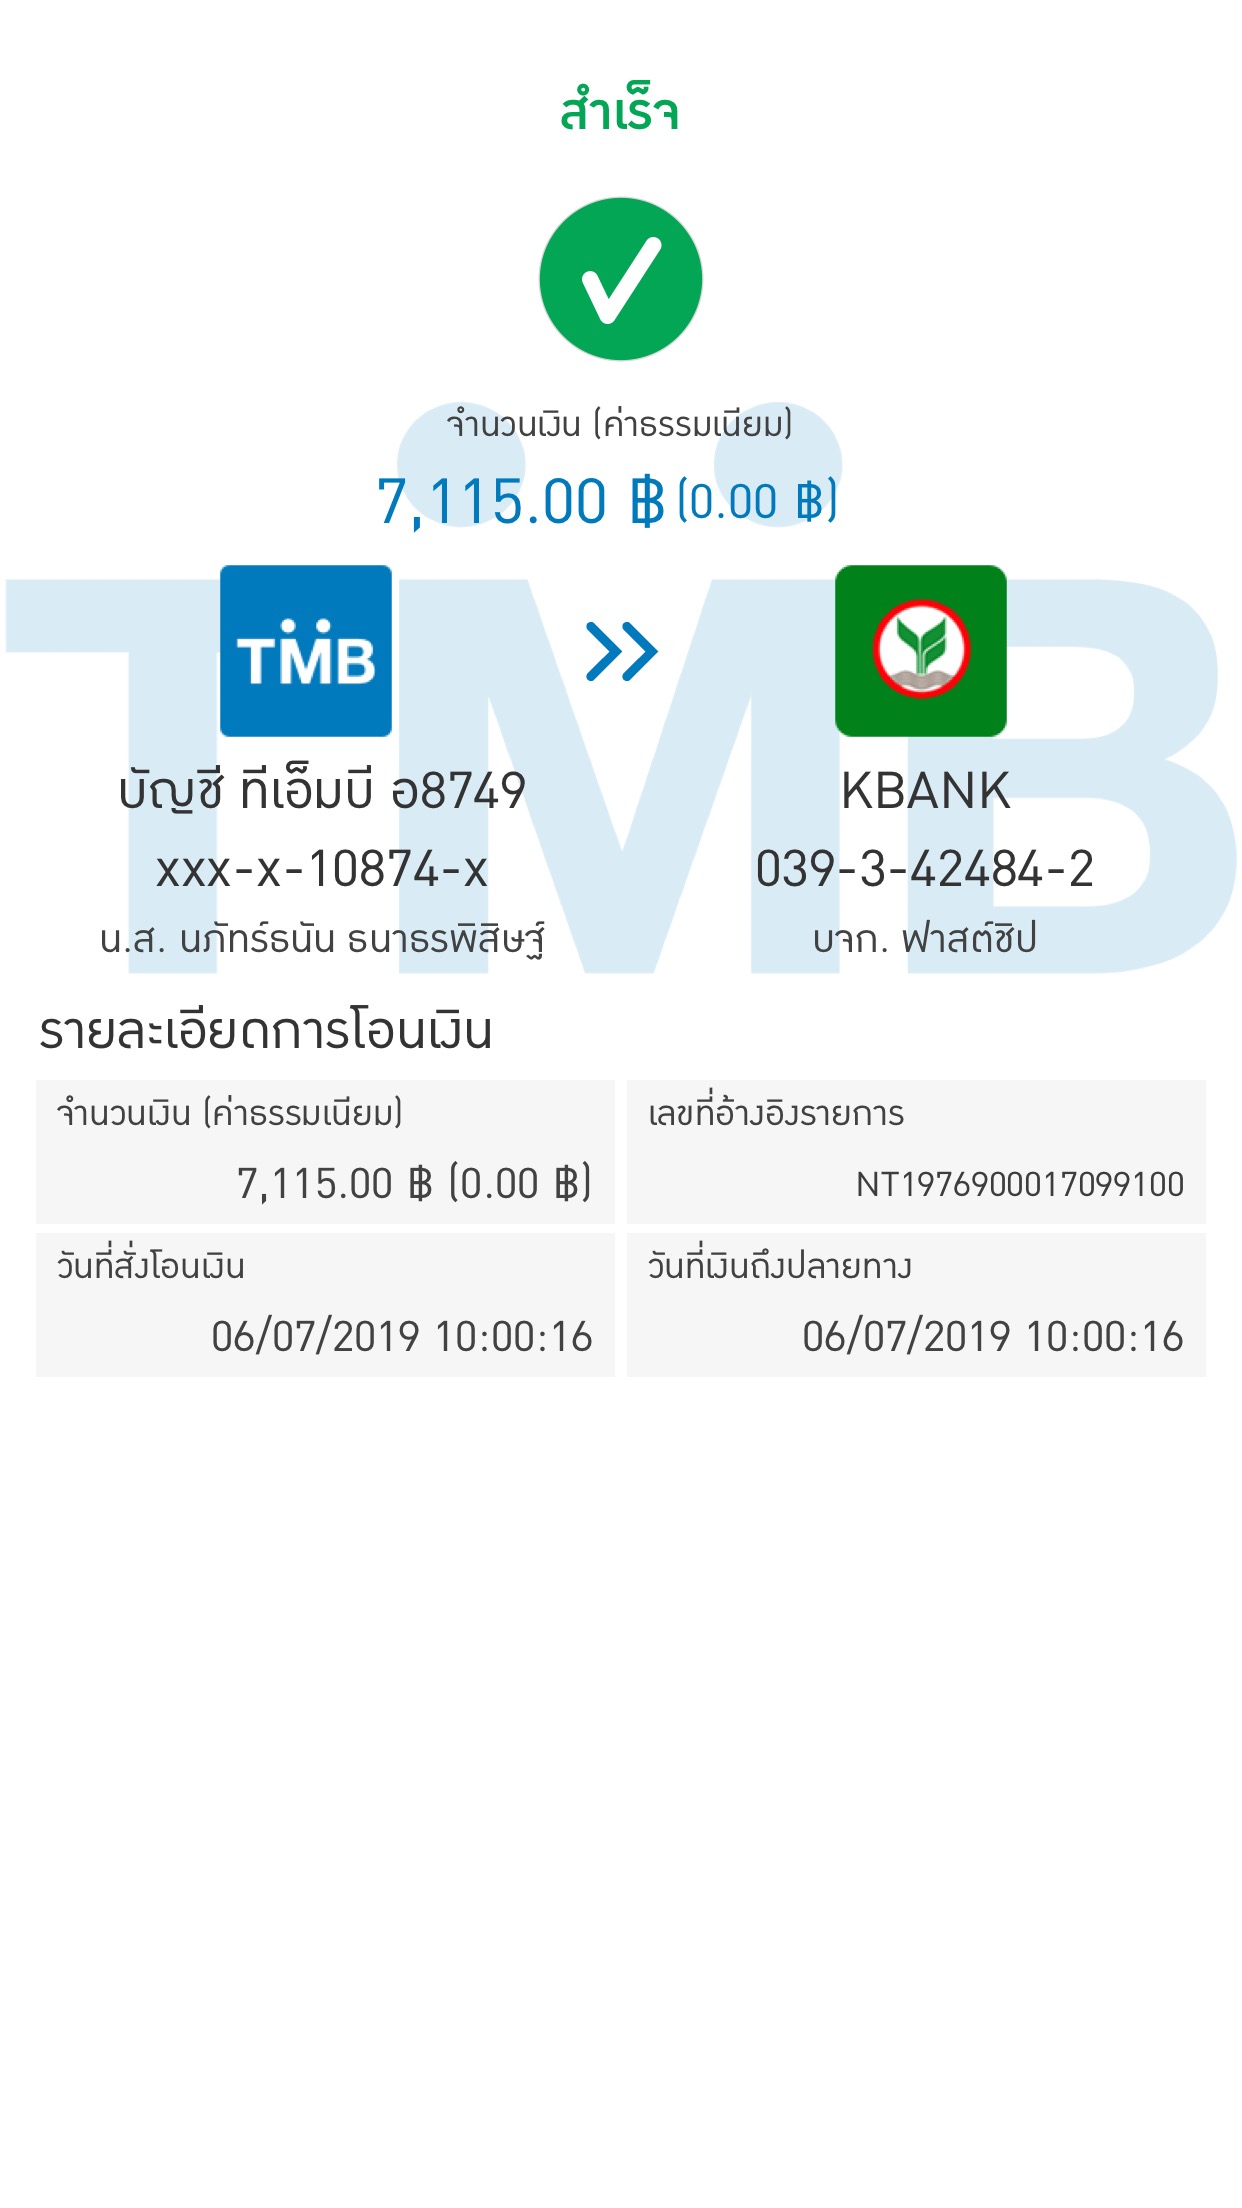 สำเร็จ
จำนวนเงิน (ค่าธรรมเนียม)
7,115.00 ฿ (0.00 ฿)
TMB
บัญชี ทีเอ็มบี อ8749
xxx-x-10874-x
น.ส. นภัทร์ธนัน ธนาธรพิสิษฐ์
KBANK
039-3-42484-2
บจก. ฟาสต์ชิป
TMB
รายละเอียดการโอนเงิน
จำนวนเงิน (ค่าธรรมเนียม)
7,115.00 ฿ (0.00 ฿)
เลขที่อ้างอิงรายการ
NT1976900017099100
วันที่สั่งโอนเงิน
06/07/2019 10:00:16
วันที่เงินถึงปลายทาง
06/07/2019 10:00:16